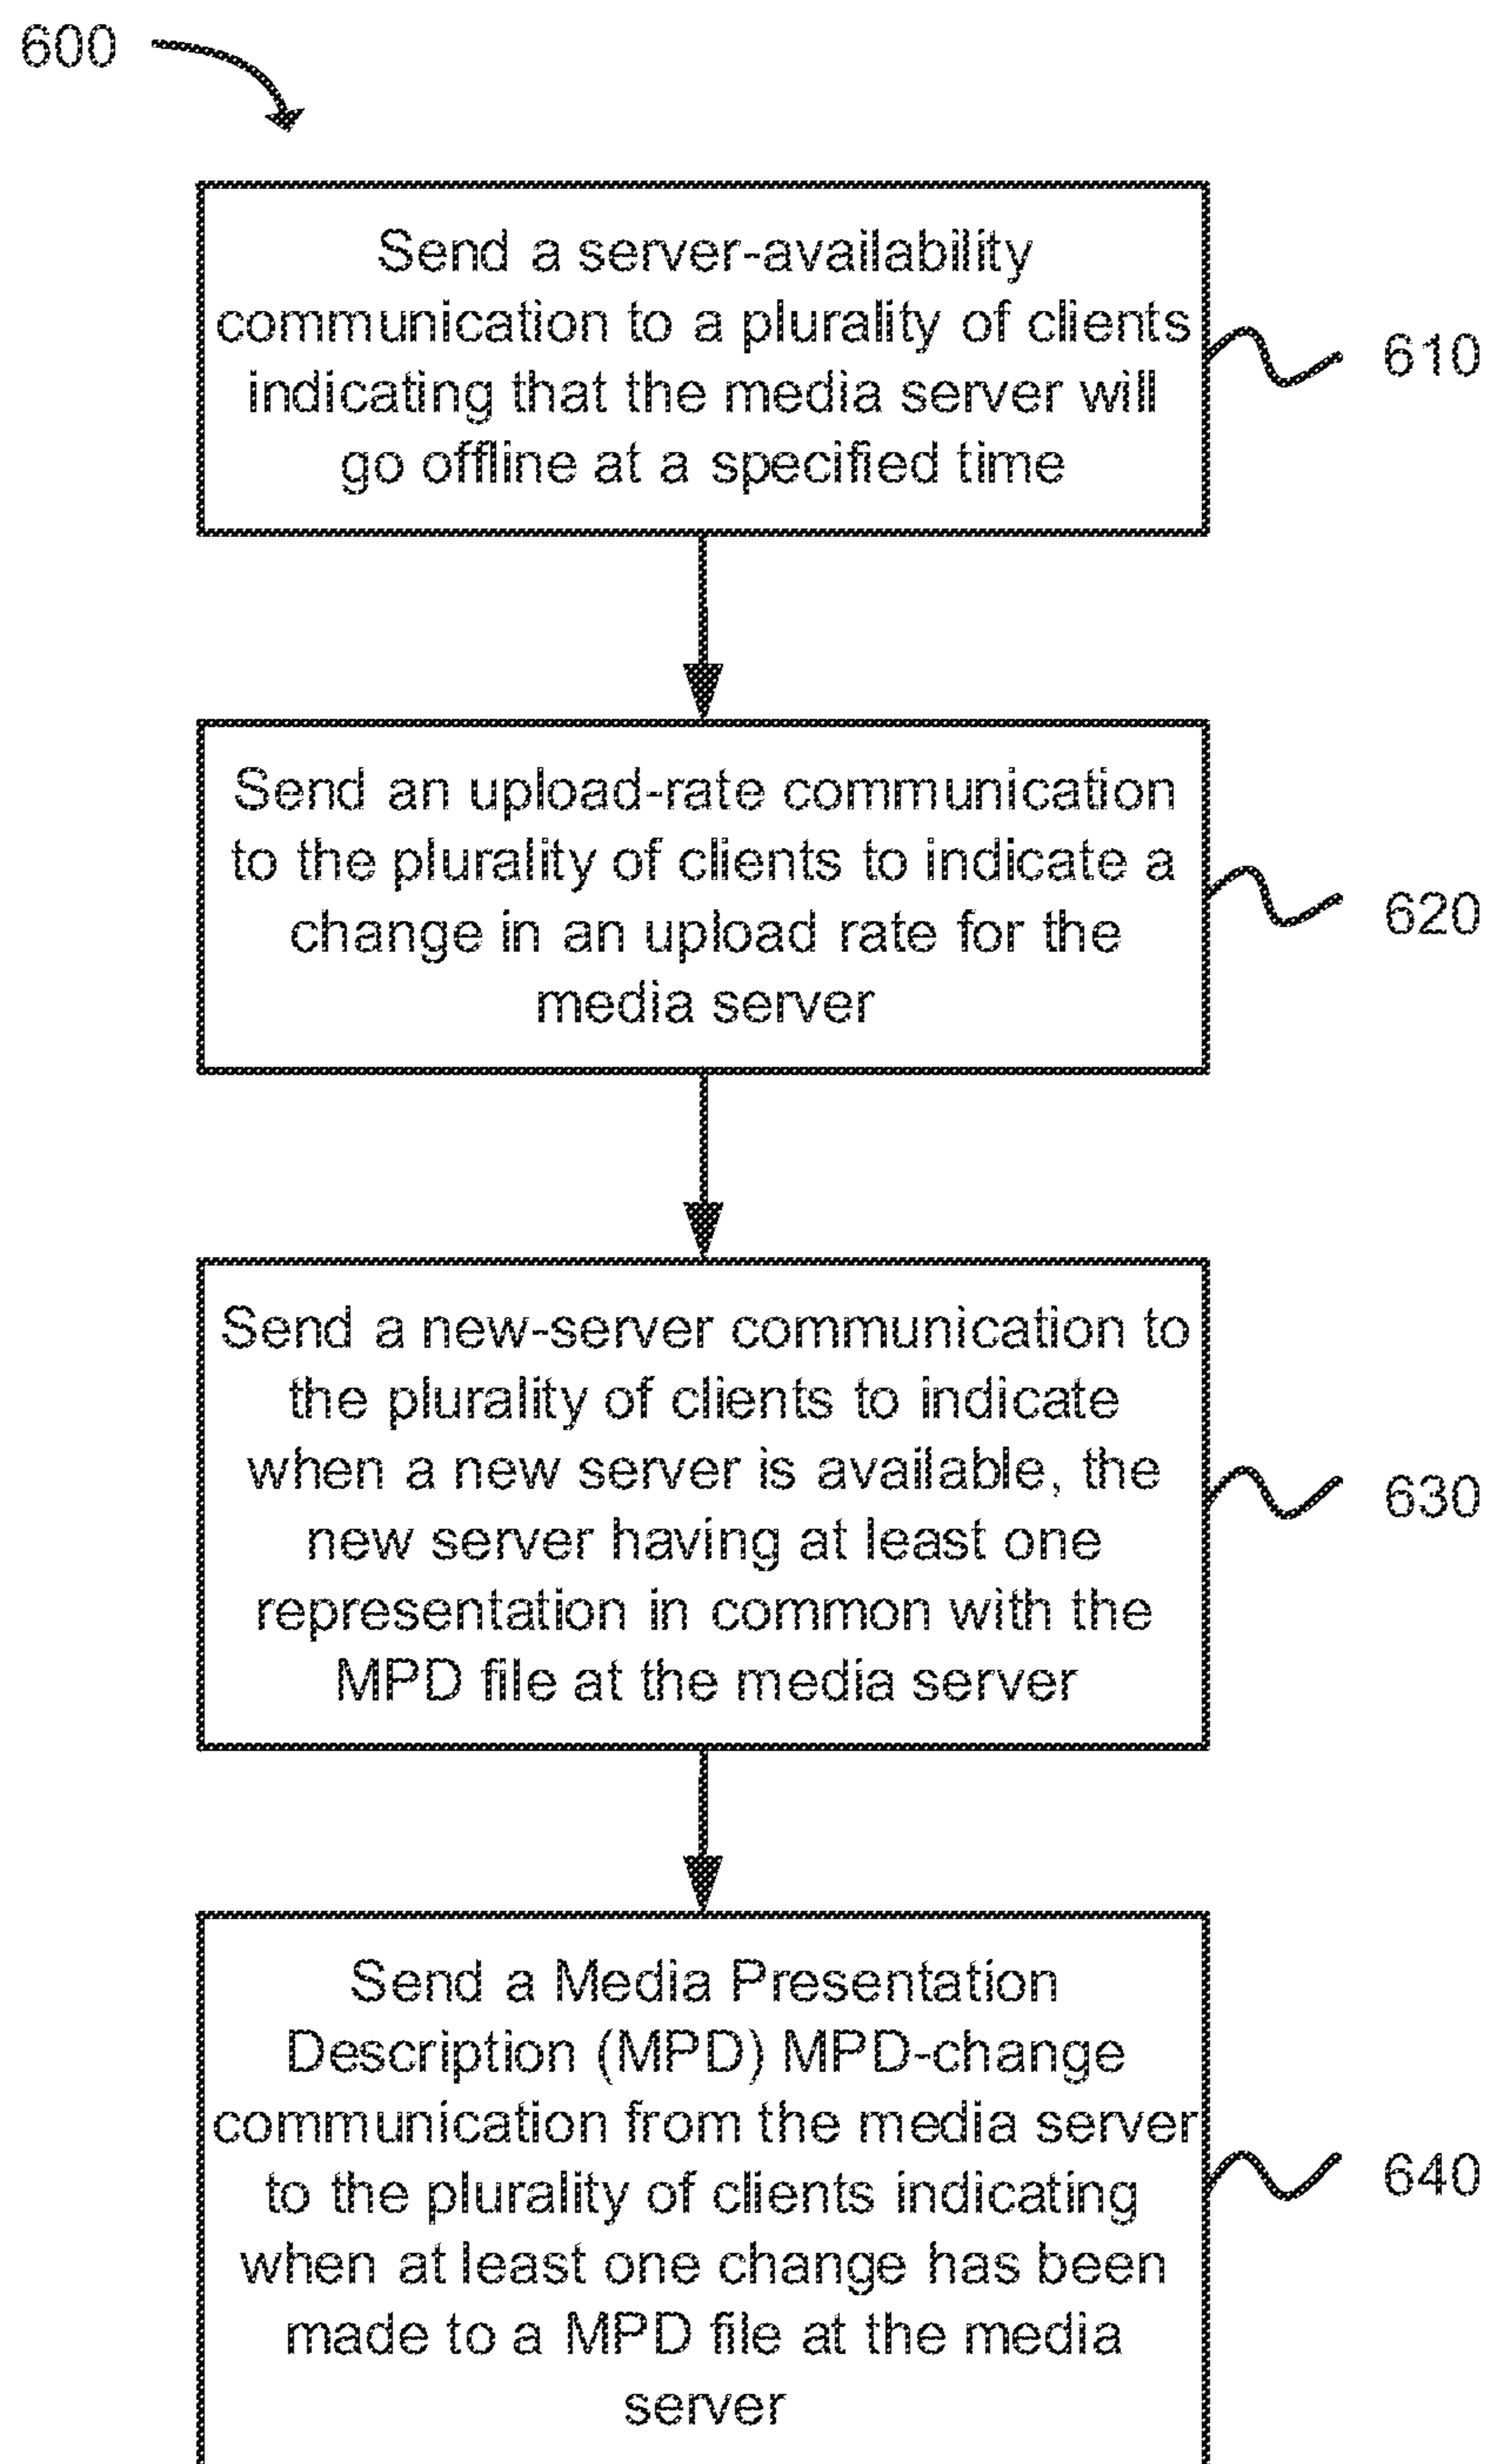 600
Send a server-availability
communication to a plurality of clients
indicating that the media server will
go offline at a specified time
610
Send an upload-rate communication
to the plurality of clients to indicate a
change in an upload rate for the
media server
620
Send a new-server communication to
the plurality of clients to indicate
when a new server is available, the
new server having at least one
representation in common with the
MPD file at the media server
630
Send a Media Presentation
Description (MPD) MPD-change
communication from the media server
to the plurality of clients indicating
when at least one change has been
made to a MPD file at the media
server
640